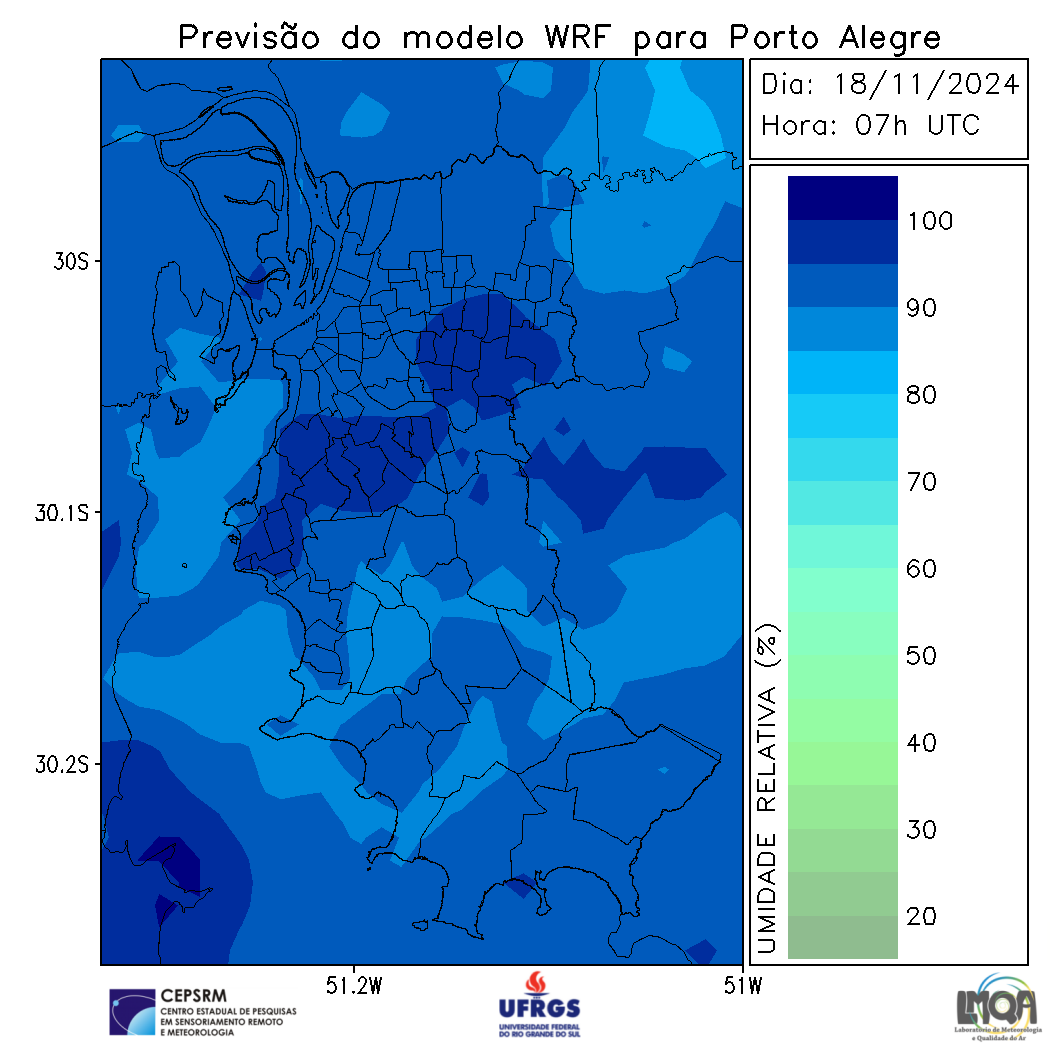 Previsão do modelo WRF para Porto Alegre
Dia: 18/11/2024
Hora: 07h UTC
30S
30.1S
30.2S
51.2W
51W
100
90
80
70
60
50
40
30
20
UMIDADE RELATIVA (%)
CEPSRM
CENTRO ESTADUAL DE PESQUISAS
EM SENSORIAMENTO REMOTO
E METEOROLOGIA
UFRGS
UNIVERSIDADE FEDERAL
DO RIO GRANDE DO SUL
LMQA
Laboratório de Meteorologia
e Qualidade do Ar